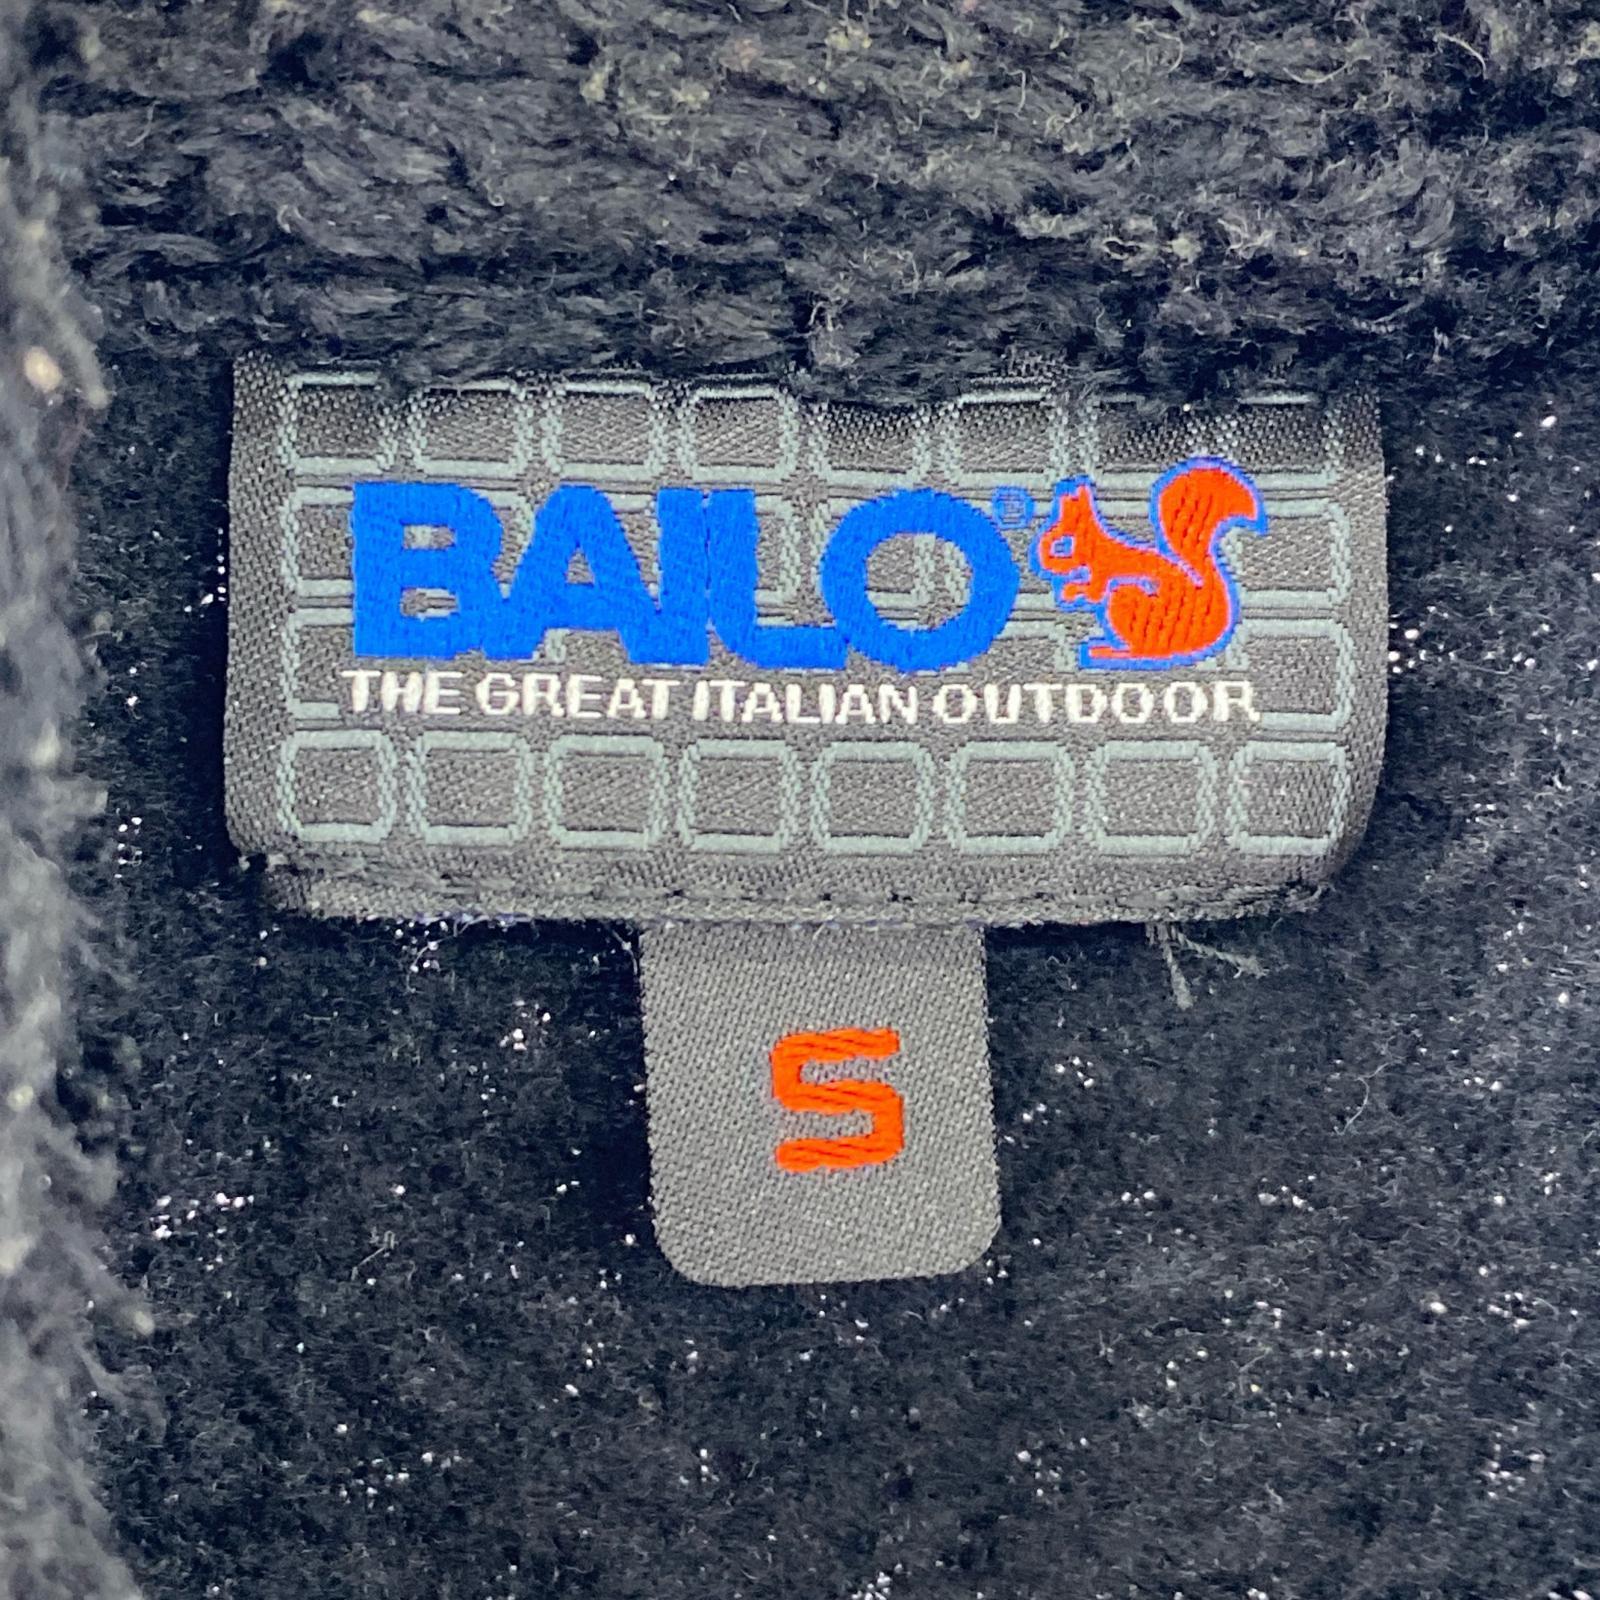 BAILO®
THE GREAT ITALIAN OUTDOOR
S